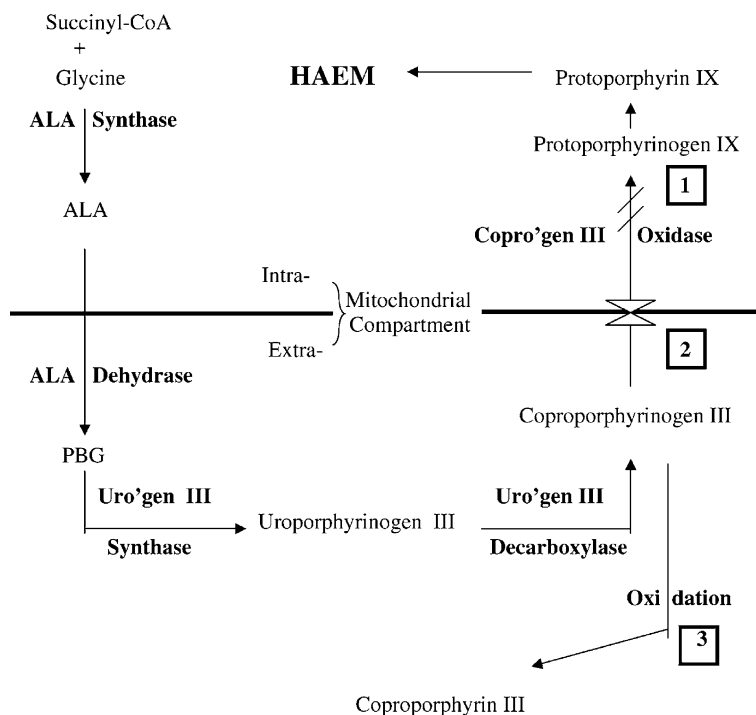 Succinyl-CoA
+
Glycine
HAEM
Protoporphyrin IX
ALA Synthase
Protoporphyrinogen IX
1
ALA
Copro'gen III Oxidase
Intra-
Mitochondrial
Compartment
Extra-
2
ALA Dehydrase
Coproporphyrinogen III
PBG
Uro'gen III
Synthase
Uroporphyrinogen III
Uro'gen III
Decarboxylase
Oxidation
3
Coproporphyrin III